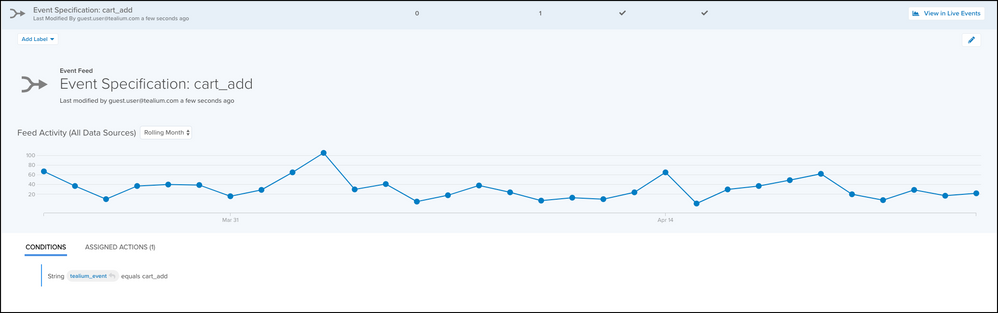 Event Specification: cart_add
Last Modified By guest.user@tealium.com a few seconds ago
0
1
View in Live Events
Add Label
Event Feed
Event Specification: cart_add
Last modified by guest.user@tealium.com a few seconds ago
Feed Activity (All Data Sources) Rolling Month
100
80
60
40
20
Mar 31
Apr 14
CONDITIONS ASSIGNED ACTIONS (1)
String tealium_event equals cart_add